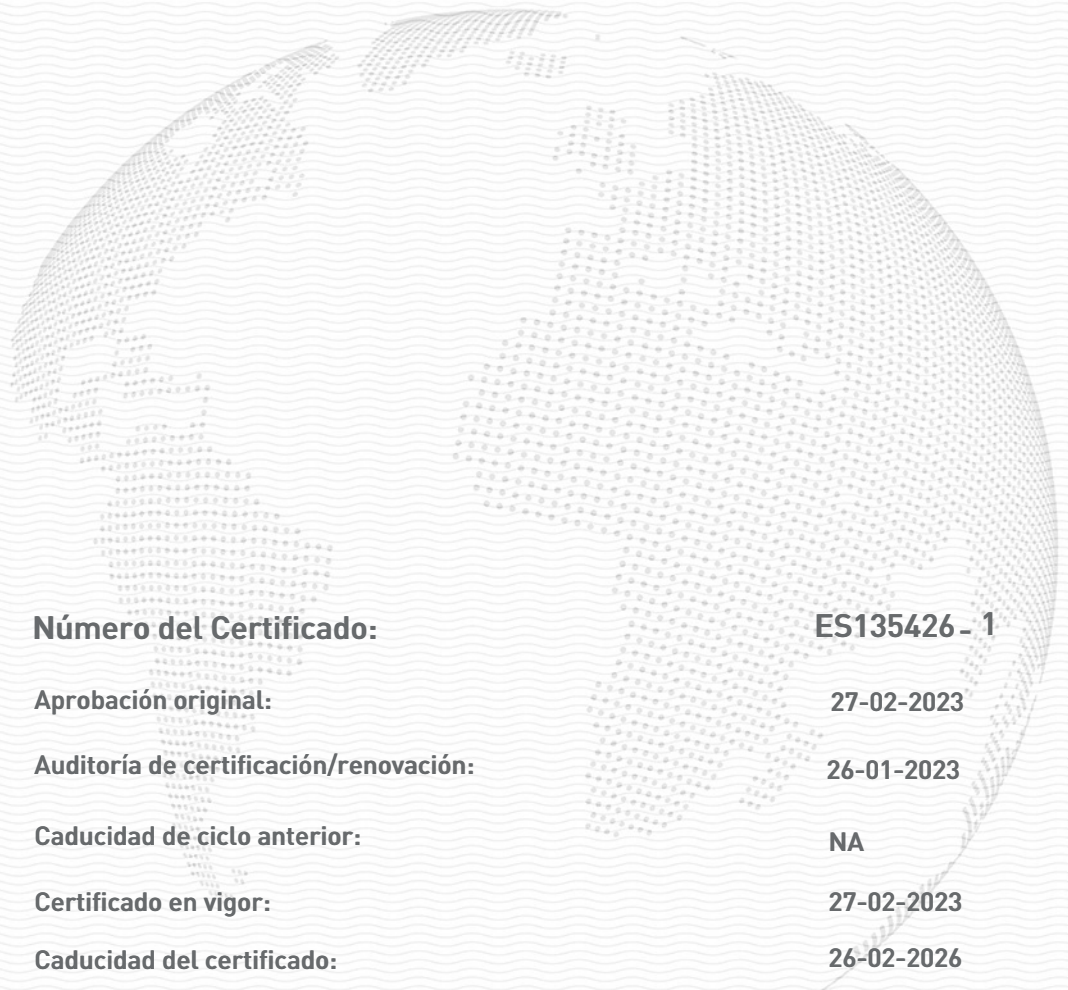 Número del Certificado: ES135426 - 1
Aprobación original: 27-02-2023
Auditoría de certificación/renovación: 26-01-2023
Caducidad de ciclo anterior: NA
Certificado en vigor: 27-02-2023
Caducidad del certificado: 26-02-2026